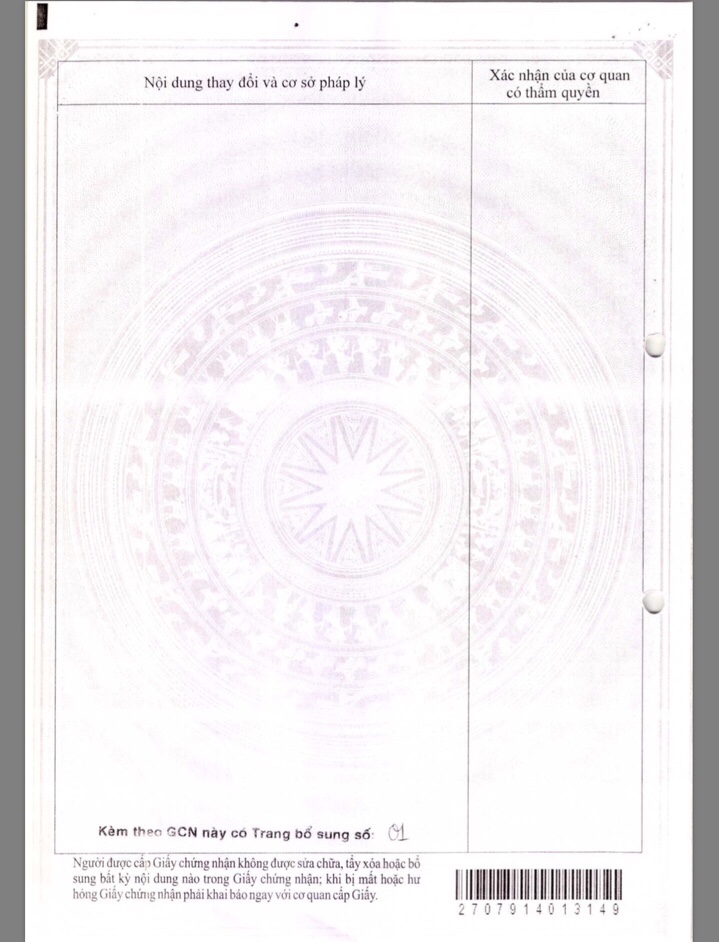 Nội dung thay đổi và cơ sở pháp lý
Xác nhận của cơ quan
có thẩm quyền
Kèm theo GCN này có Trang bổ sung số: 01
Người được cấp Giấy chứng nhận không được sửa chữa, tẩy xóa hoặc bổ
sung bất kỳ nội dung nào trong Giấy chứng nhận; khi bị mất hoặc hư
hỏng Giấy chứng nhận phải khai báo ngay với cơ quan cấp Giấy.
2707914013149